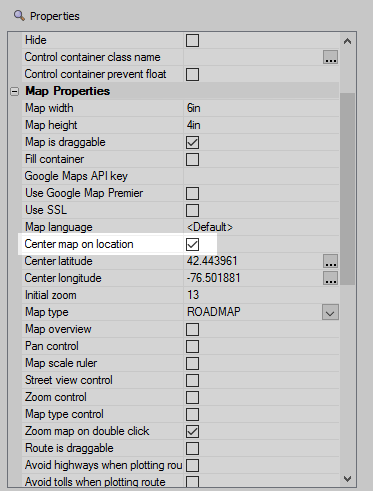 Properties
Hide
Control container class name ...
Control container prevent float
Map Properties
Map width 6in
Map height 4in
Map is draggable
Fill container
Google Maps API key
Use Google Map Premier
Use SSL
Map language <Default>
Center map on location
Center latitude 42.443961 ...
Center longitude -76.501881 ...
Initial zoom 13
Map type ROADMAP
Map overview
Pan control
Map scale ruler
Street view control
Zoom control
Map type control
Zoom map on double click
Route is draggable
Avoid highways when plotting rou
Avoid tolls when plotting route